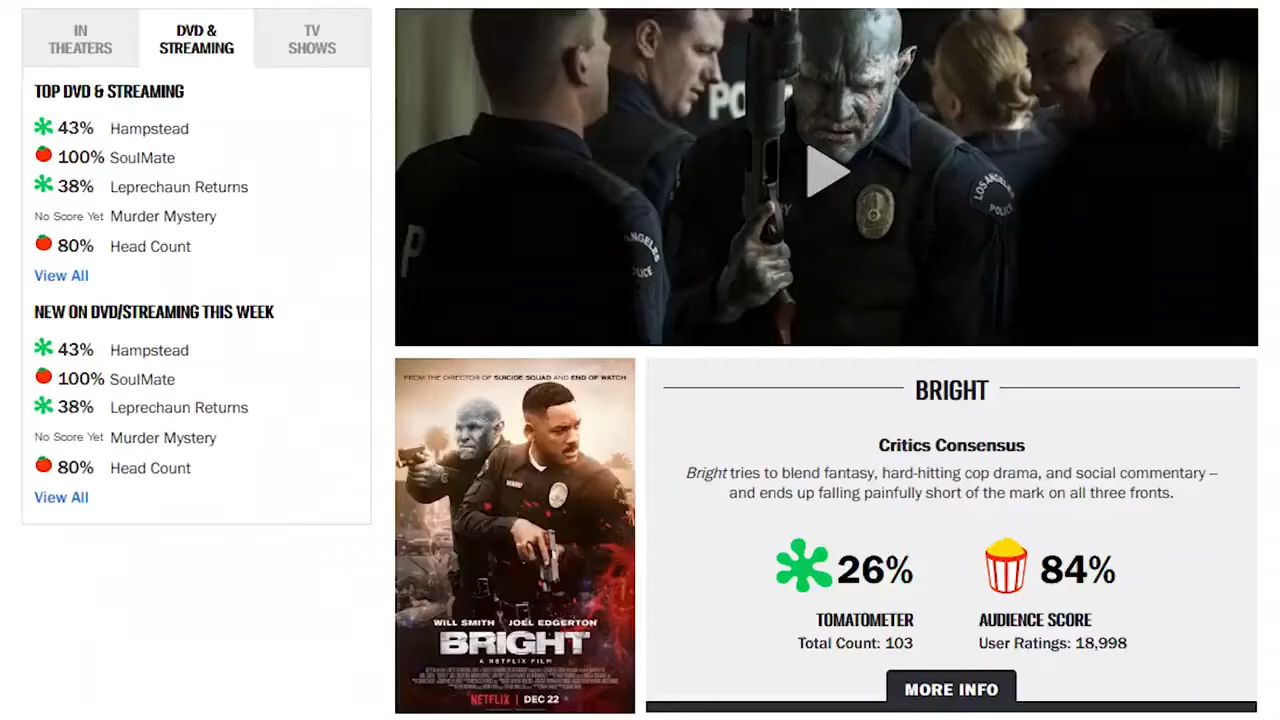 IN
THEATERS
DVD &
STREAMING
TV
SHOWS
TOP DVD & STREAMING
43% Hampstead
100% SoulMate
38% Leprechaun Returns
No Score Yet Murder Mystery
80% Head Count
View All
NEW ON DVD/STREAMING THIS WEEK
43% Hampstead
100% SoulMate
38% Leprechaun Returns
No Score Yet Murder Mystery
80% Head Count
View All
PO
LOS ANGELES
POLICE
P
FROM THE DIRECTOR OF SUICIDE SQUAD AND END OF WATCH
WARD
WILL SMITH JOEL EDGERTON
BRIGHT
A NETFLIX FILM
NETFLIX | DEC 22
BRIGHT
Critics Consensus
Bright tries to blend fantasy, hard-hitting cop drama, and social commentary –
and ends up falling painfully short of the mark on all three fronts.
26%
84%
TOMATOMETER
AUDIENCE SCORE
Total Count: 103
User Ratings: 18,998
MORE INFO